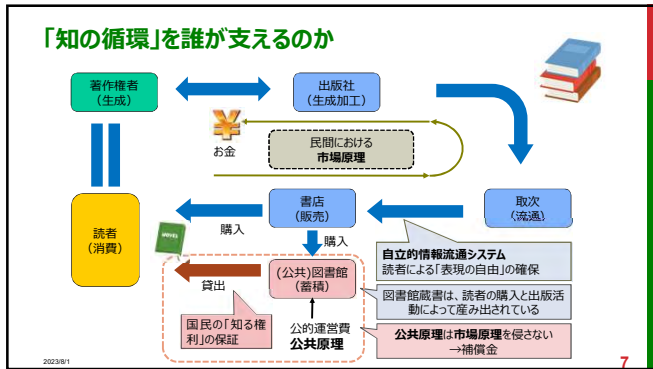 「知の循環」を誰が支えるのか
著作権者
(生成)
出版社
(生成加工)
お金
民間における
市場原理
読者
(消費)
購入
書店
(販売)
取次
(流通)
購入
NOVEL
貸出
(公共)図書館
(蓄積)
自立的情報流通システム
読者による「表現の自由」の確保
図書館蔵書は、読者の購入と出版活
動によって産み出されている
国民の「知る権
利」の保証
公的運営費
公共原理
公共原理は市場原理を侵さない
→補償金
2023/8/1
7